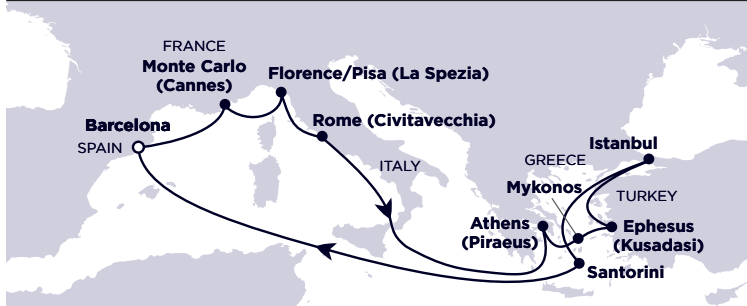 FRANCE
Monte Carlo
(Cannes)
Florence/Pisa (La Spezia)
Barcelona
SPAIN
Rome (Civitavecchia)
ITALY
Istanbul
GREECE
Mykonos
TURKEY
Athens
(Piraeus)
Ephesus
(Kusadasi)
Santorini